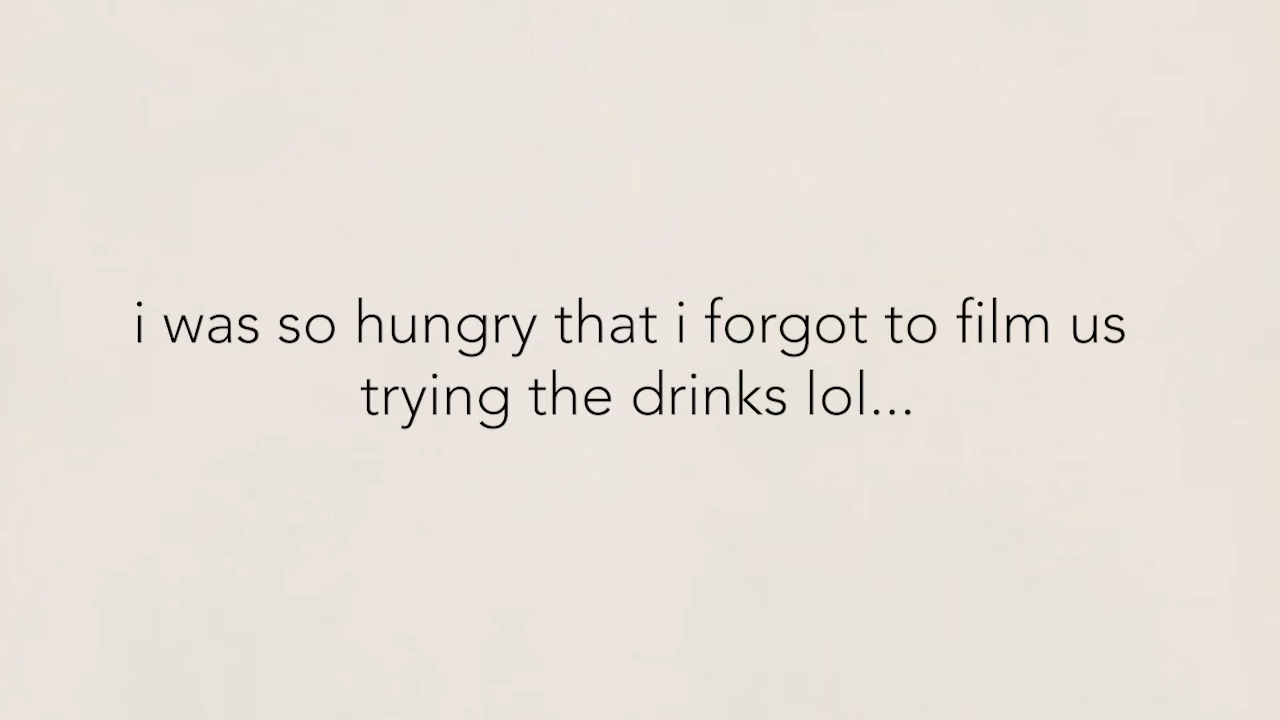 i was so hungry that i forgot to film us
trying the drinks lol...